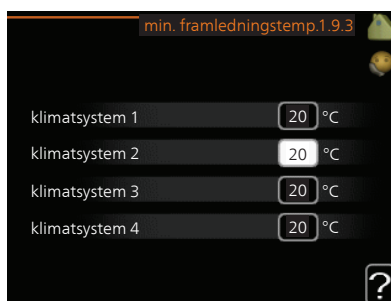 min. framledningstemp.1.9.3
klimatsystem 1 20 °C
klimatsystem 2 20 °C
klimatsystem 3 20 °C
klimatsystem 4 20 °C
?